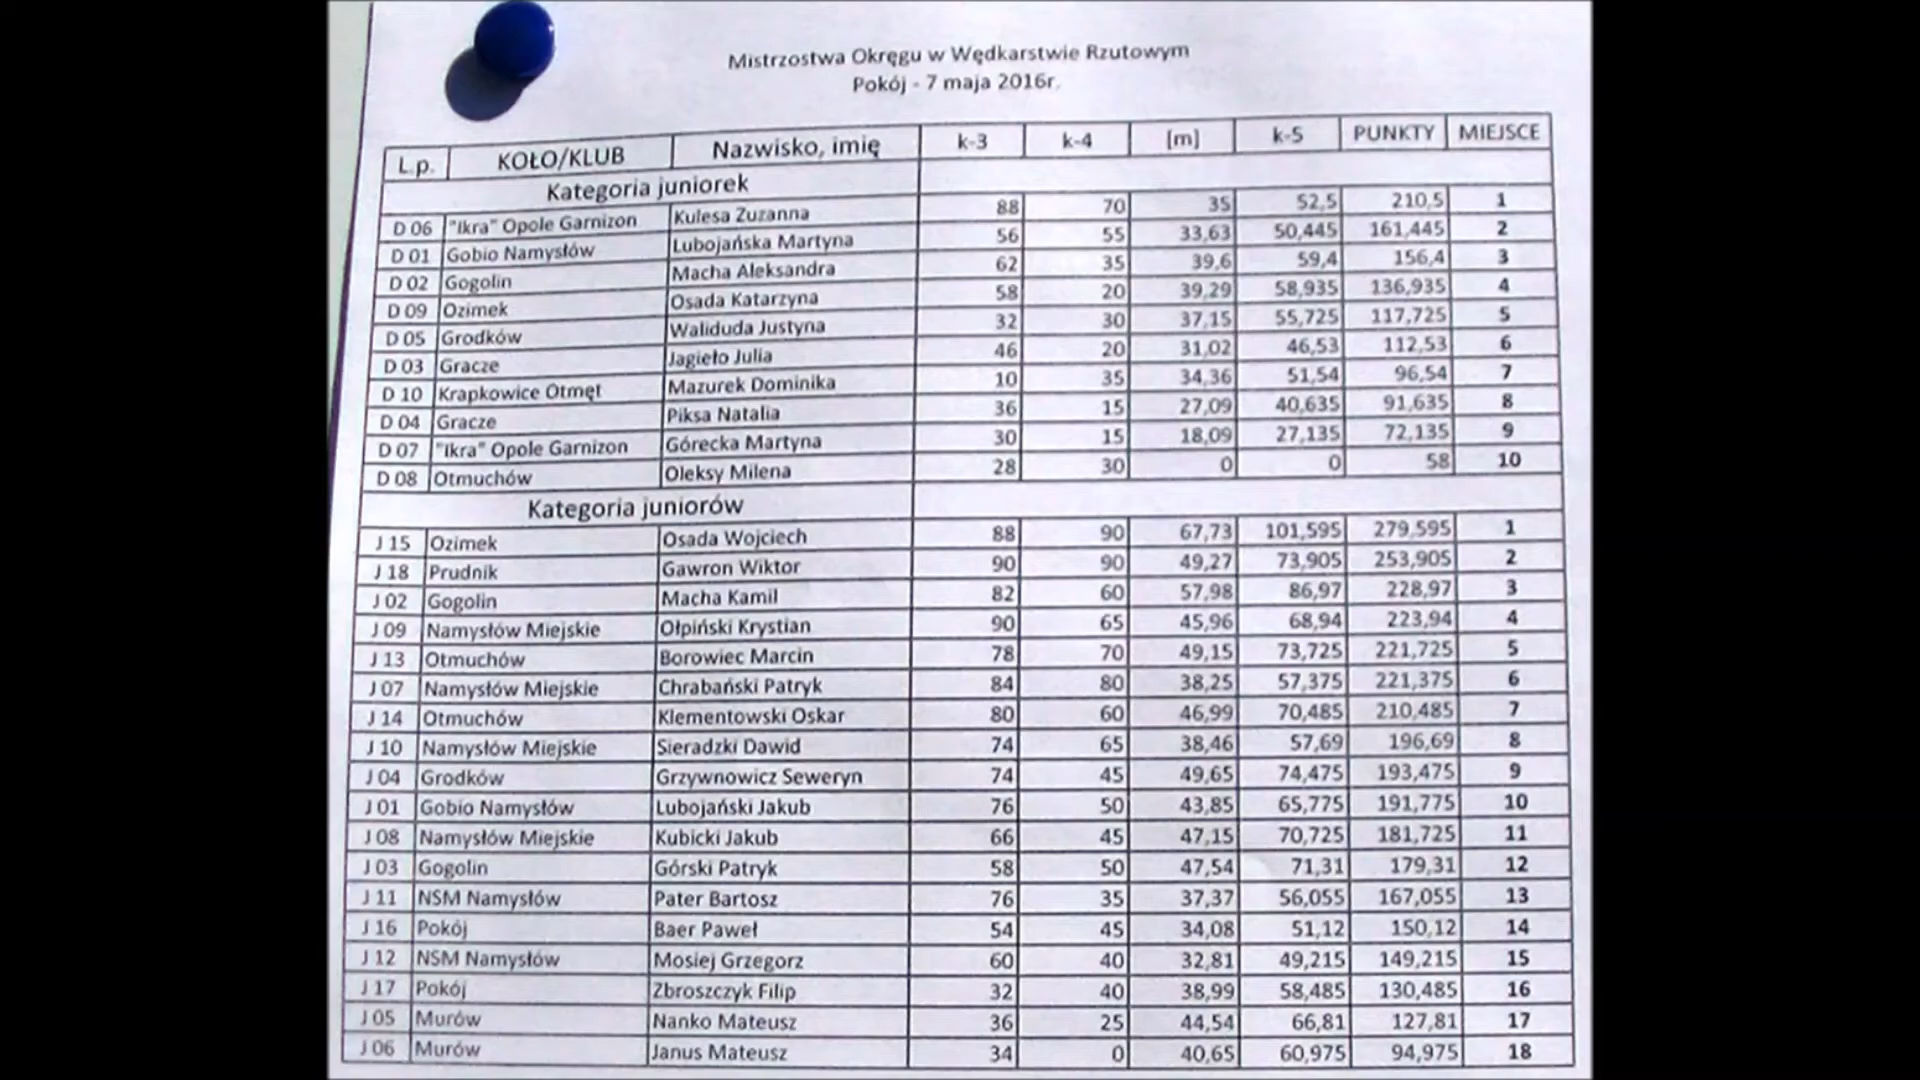 Mistrzostwa Okręgu w Wędkarstwie Rzutowym
Pokój - 7 maja 2016r.
L.p. KOŁO/KLUB Nazwisko, imię k-3 k-4 [m] k-5 PUNKTY MIEJSCE
Kategoria juniorek
D 06 "Ikra" Opole Garnizon Kulesa Zuzanna 88 70 35 52,5 210,5 1
D 01 Gobio Namysłów Lubojańska Martyna 56 55 33,63 50,445 161,445 2
D 02 Gogolin Macha Aleksandra 62 35 39,6 59,4 156,4 3
D 09 Ozimek Osada Katarzyna 58 20 39,29 58,935 136,935 4
D 05 Grodków Waliduda Justyna 32 30 37,15 55,725 117,725 5
D 03 Gracze Jagieło Julia 46 20 31,02 46,53 112,53 6
D 10 Krapkowice Otmęt Mazurek Dominika 10 35 34,36 51,54 96,54 7
D 04 Gracze Piksa Natalia 36 15 27,09 40,635 91,635 8
D 07 "Ikra" Opole Garnizon Górecka Martyna 30 15 18,09 27,135 72,135 9
D 08 Otmuchów Oleksy Milena 28 30 0 0 58 10
Kategoria juniorów
J 15 Ozimek Osada Wojciech 88 90 67,73 101,595 279,595 1
J 18 Prudnik Gawron Wiktor 90 90 49,27 73,905 253,905 2
J 02 Gogolin Macha Kamil 82 60 57,98 86,97 228,97 3
J 09 Namysłów Miejskie Ołpiński Krystian 90 65 45,96 68,94 223,94 4
J 13 Otmuchów Borowiec Marcin 78 70 49,15 73,725 221,725 5
J 07 Namysłów Miejskie Chrabański Patryk 84 80 38,25 57,375 221,375 6
J 14 Otmuchów Klementowski Oskar 80 60 46,99 70,485 210,485 7
J 10 Namysłów Miejskie Sieradzki Dawid 74 65 38,46 57,69 196,69 8
J 04 Grodków Grzywnowicz Seweryn 74 45 49,65 74,475 193,475 9
J 01 Gobio Namysłów Lubojański Jakub 76 50 43,85 65,775 191,775 10
J 08 Namysłów Miejskie Kubicki Jakub 66 45 47,15 70,725 181,725 11
J 03 Gogolin Górski Patryk 58 50 47,54 71,31 179,31 12
J 11 NSM Namysłów Pater Bartosz 76 35 37,37 56,055 167,055 13
J 16 Pokój Baer Paweł 54 45 34,08 51,12 150,12 14
J 12 NSM Namysłów Mosiej Grzegorz 60 40 32,81 49,215 149,215 15
J 17 Pokój Zbroszczyk Filip 32 40 38,99 58,485 130,485 16
J 05 Murów Nanko Mateusz 36 25 44,54 66,81 127,81 17
J 06 Murów Janus Mateusz 34 0 40,65 60,975 94,975 18